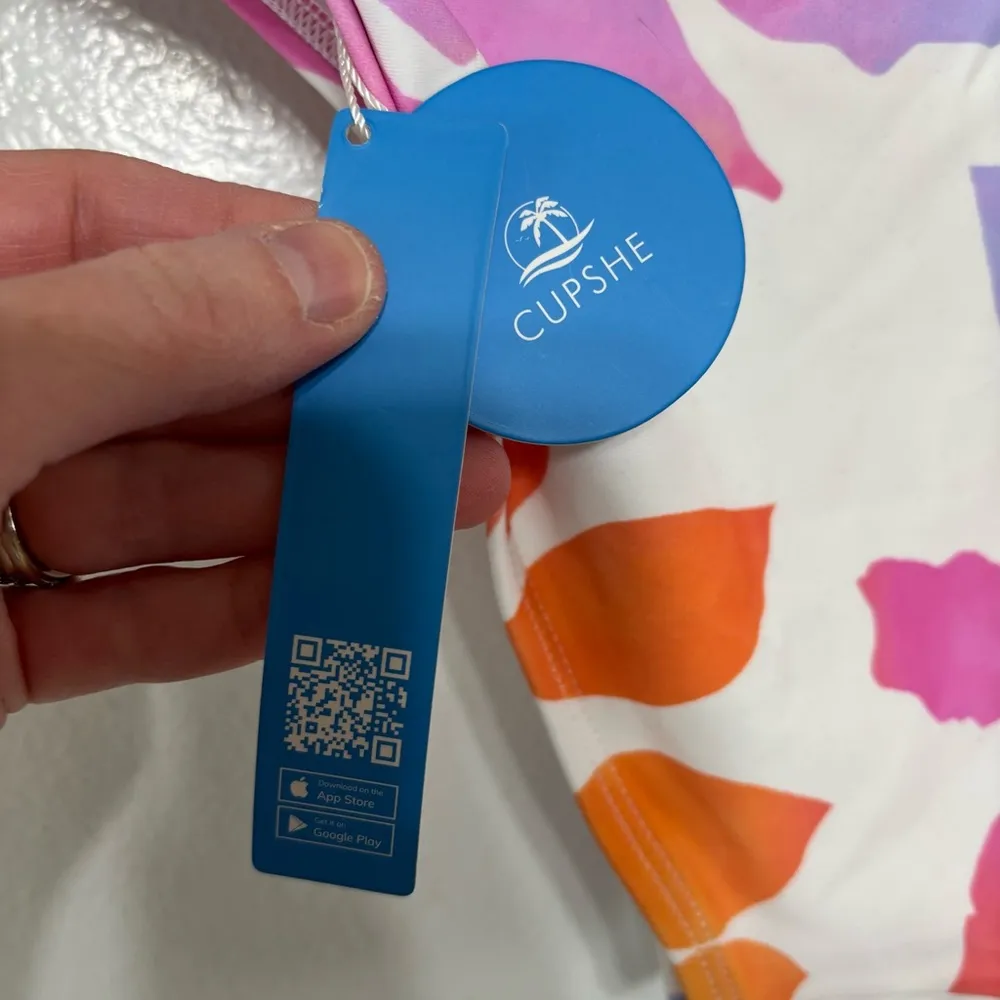 CUPSHE
Download on the
App Store
Get it on
Google Play